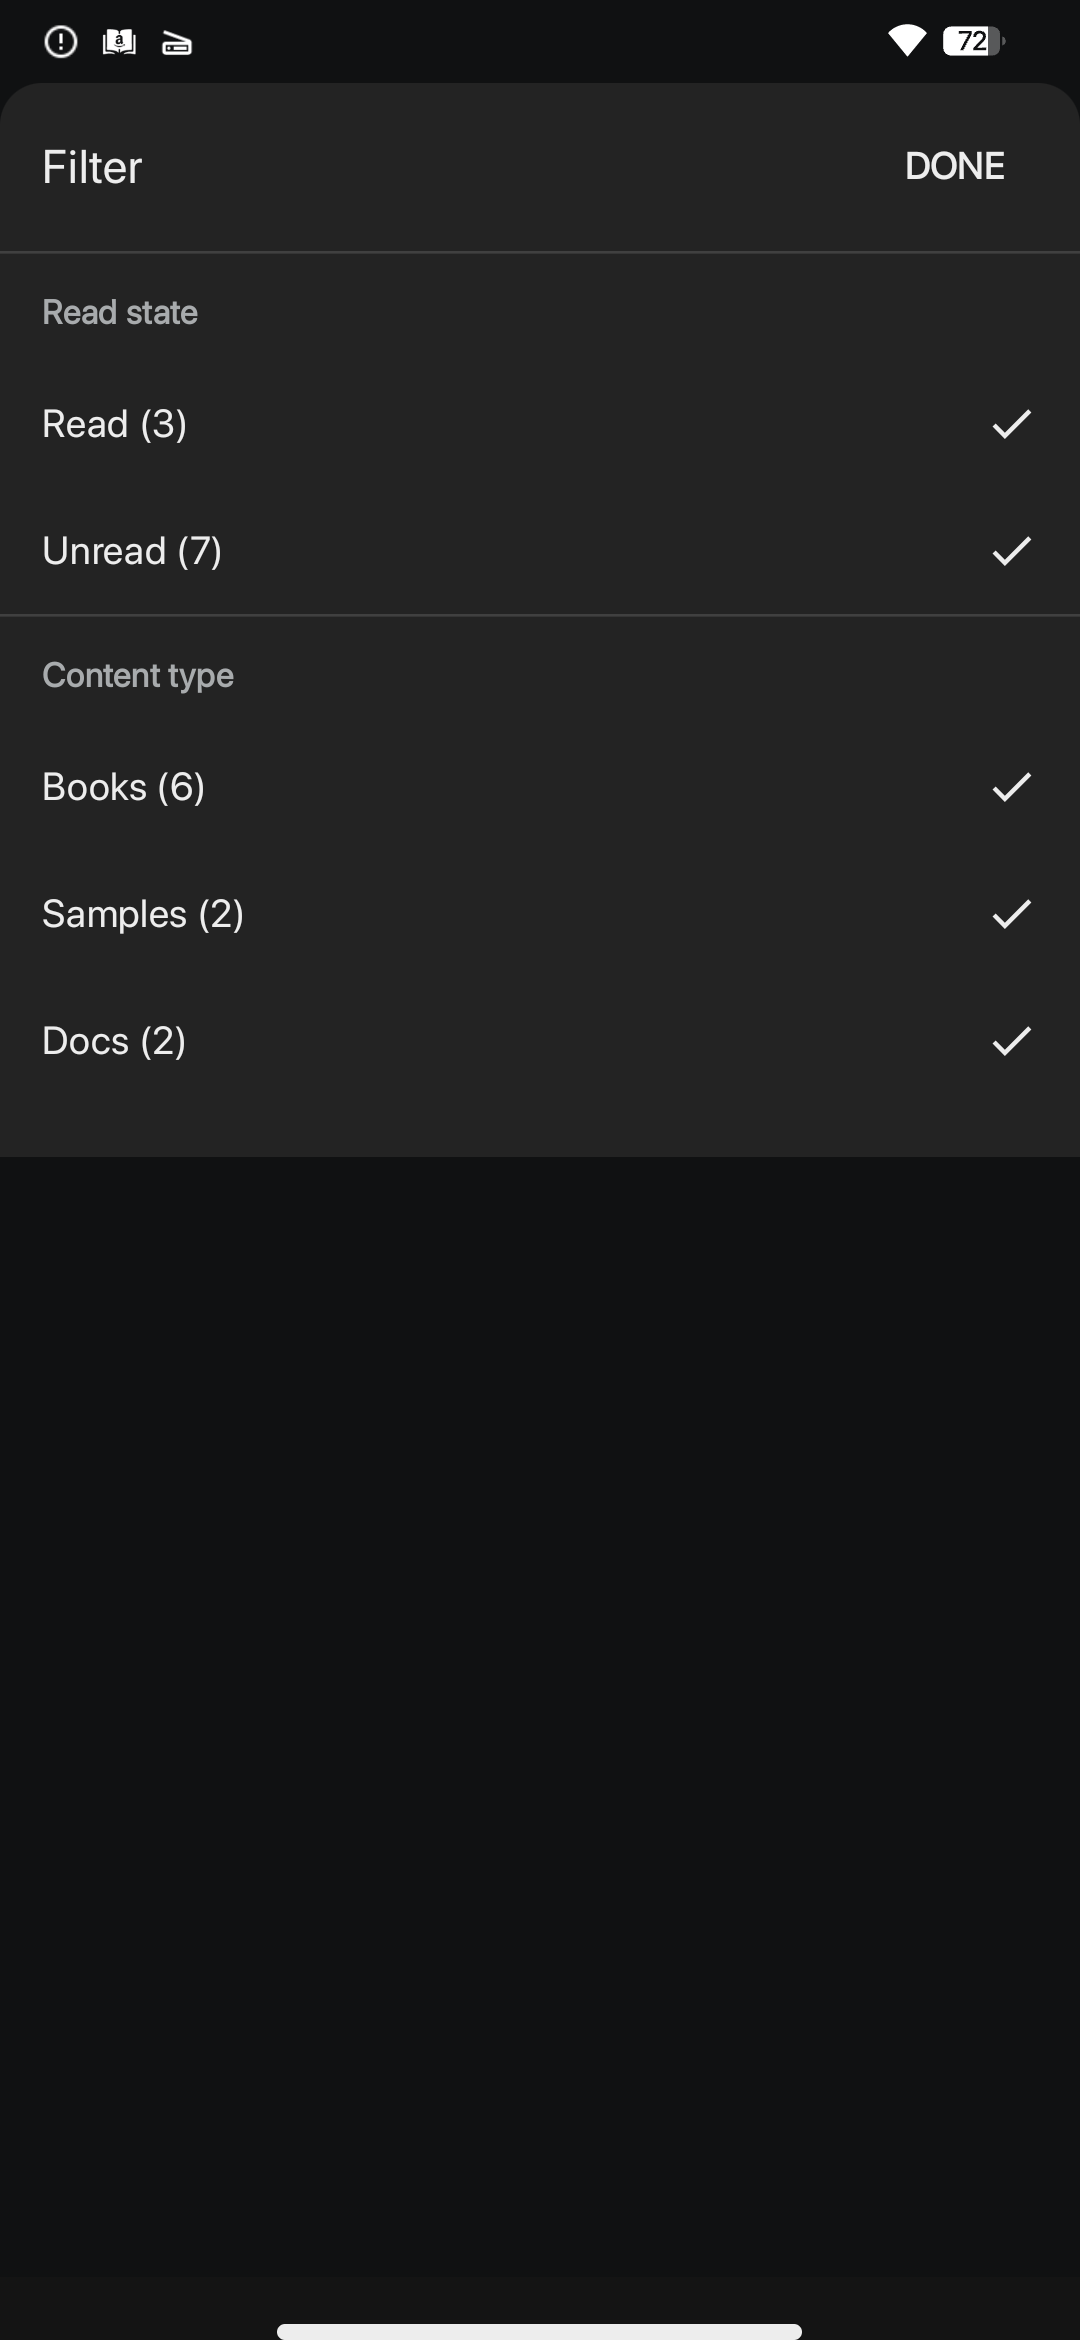 72
Filter
DONE
Read state
Read (3)
Unread (7)
Content type
Books (6)
Samples (2)
Docs (2)